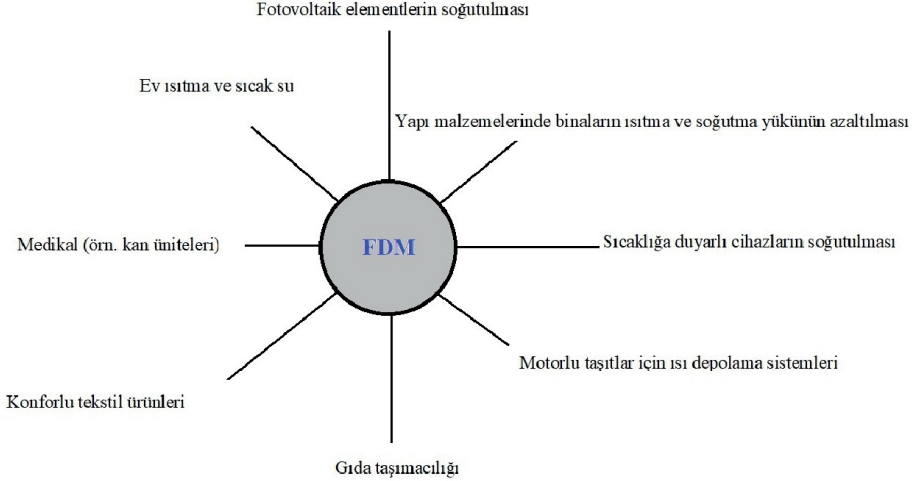 Fotovoltaik elementlerin soğutulması
Ev ısıtma ve sıcak su
Yapı malzemelerinde binaların ısıtma ve soğutma yükünün azaltılması
Medikal (örn. kan üniteleri)
FDM
Sıcaklığa duyarlı cihazların soğutulması
Motorlu taşıtlar için ısı depolama sistemleri
Konforlu tekstil ürünleri
Gıda taşımacılığı